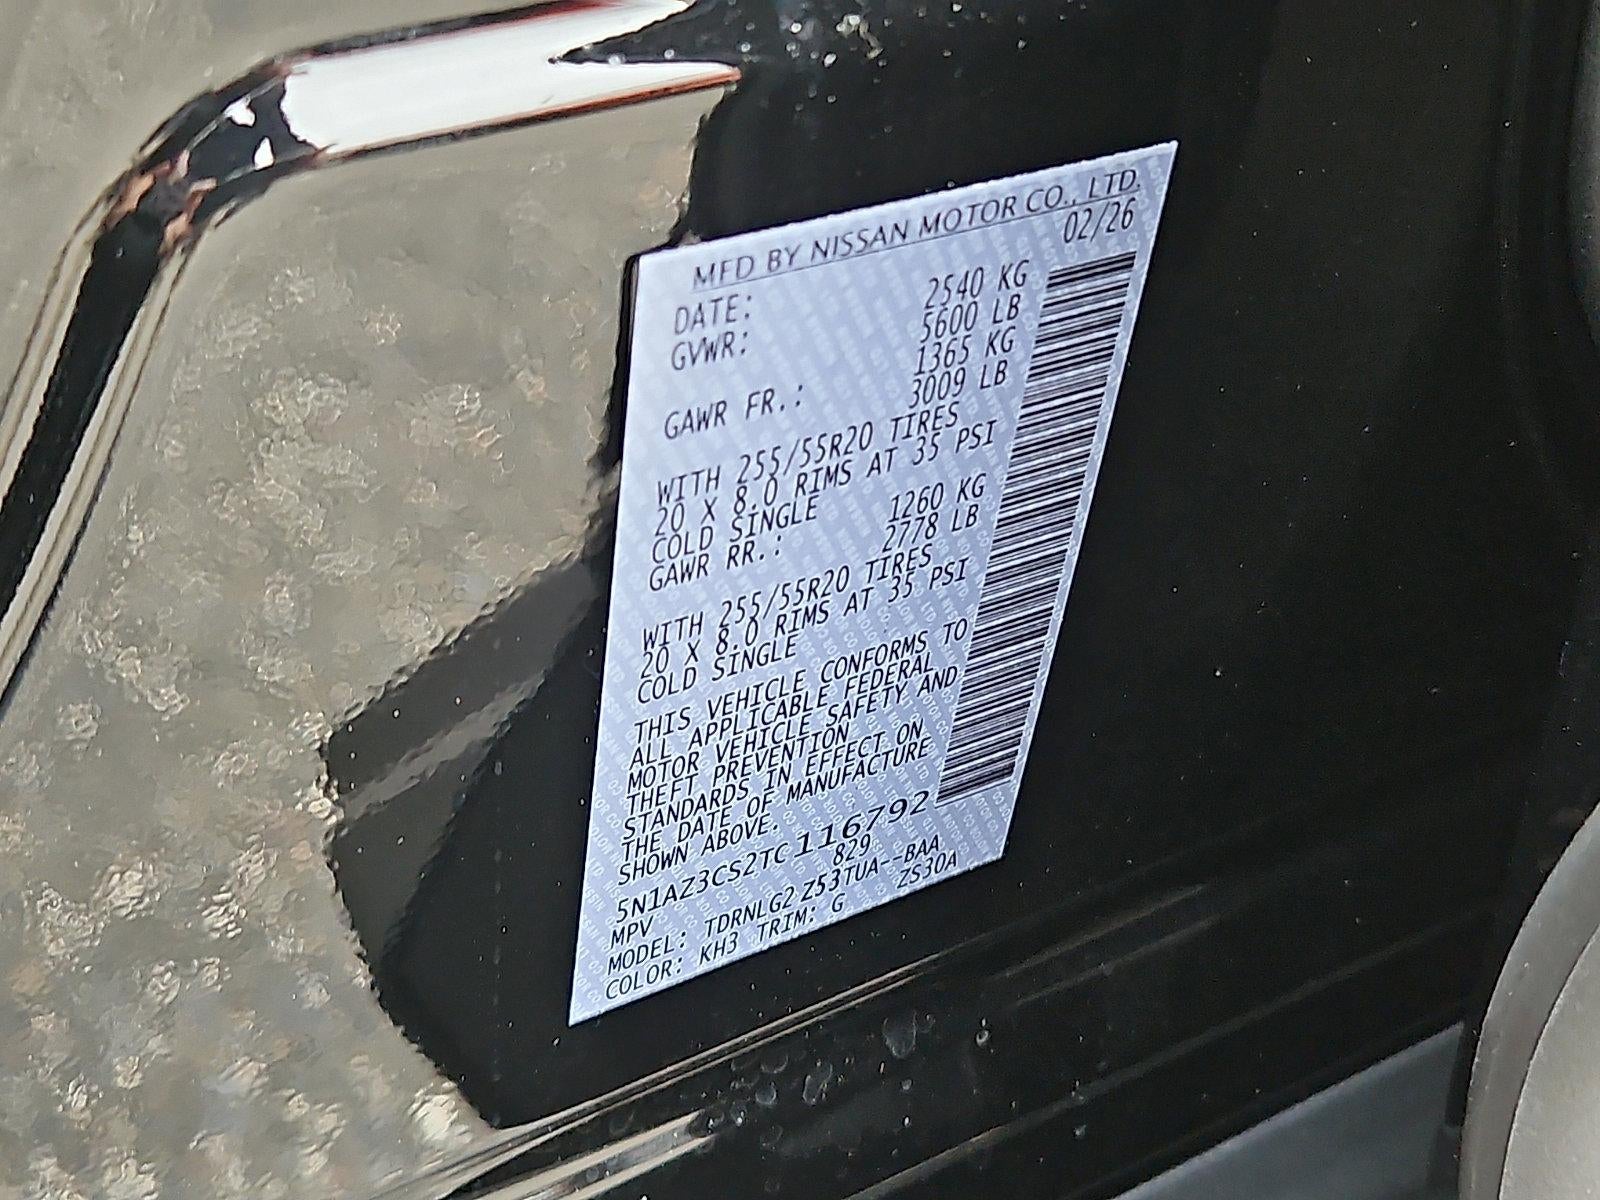 MFD BY NISSAN MOTOR CO., LTD.
DATE: 02/26
GVWR: 2540 KG
5600 LB
GAWR FR.: 1365 KG
3009 LB
WITH 255/55R20 TIRES
20 X 8.0 RIMS AT 35 PSI
COLD SINGLE
GAWR RR.: 1260 KG
2778 LB
WITH 255/55R20 TIRES
20 X 8.0 RIMS AT 35 PSI
COLD SINGLE
THIS VEHICLE CONFORMS TO
ALL APPLICABLE FEDERAL
MOTOR VEHICLE SAFETY AND
THEFT PREVENTION
STANDARDS IN EFFECT ON
THE DATE OF MANUFACTURE
SHOWN ABOVE.
5N1AZ3CS2TC116792
MPV 829
MODEL: TDRNLG2 Z53TUA--BAA
COLOR: KH3 TRIM: G ZS30A